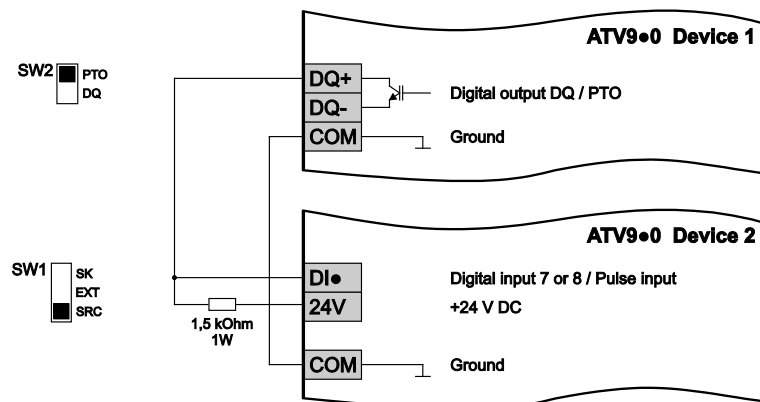 ATV9●0 Device 1
SW2
PTO
DQ
DQ+
DQ-
COM
Digital output DQ / PTO
Ground
ATV9●0 Device 2
SW1
SK
EXT
SRC
DI●
24V
COM
Digital input 7 or 8 / Pulse input
+24 V DC
1,5 kOhm
1W
Ground